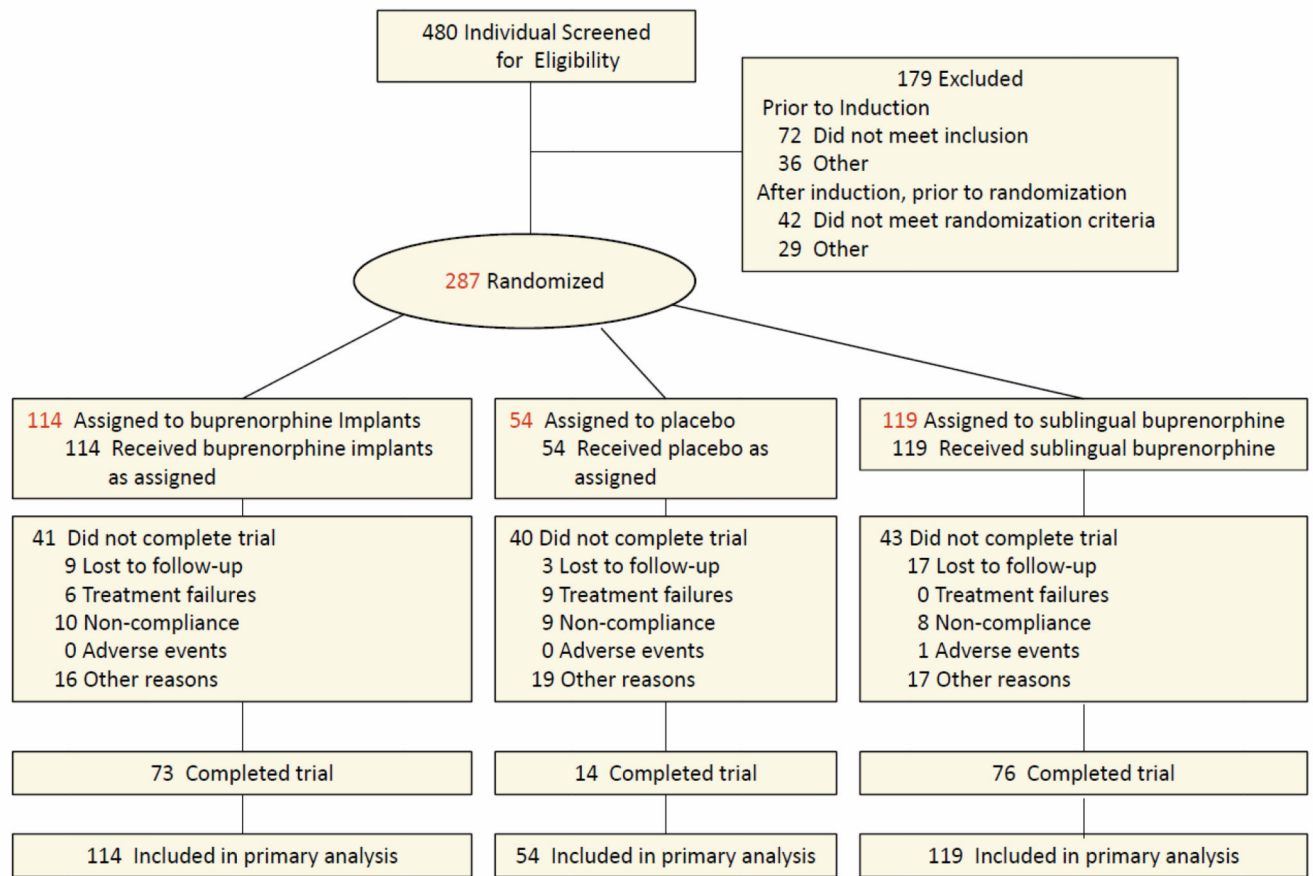 480 Individual Screened
for Eligibility
179 Excluded
Prior to Induction
72 Did not meet inclusion
36 Other
After induction, prior to randomization
42 Did not meet randomization criteria
29 Other
287 Randomized
114 Assigned to buprenorphine Implants
114 Received buprenorphine implants
as assigned
54 Assigned to placebo
54 Received placebo as
assigned
119 Assigned to sublingual buprenorphine
119 Received sublingual buprenorphine
41 Did not complete trial
9 Lost to follow-up
6 Treatment failures
10 Non-compliance
0 Adverse events
16 Other reasons
40 Did not complete trial
3 Lost to follow-up
9 Treatment failures
9 Non-compliance
0 Adverse events
19 Other reasons
43 Did not complete trial
17 Lost to follow-up
0 Treatment failures
8 Non-compliance
1 Adverse events
17 Other reasons
73 Completed trial
14 Completed trial
76 Completed trial
114 Included in primary analysis
54 Included in primary analysis
119 Included in primary analysis